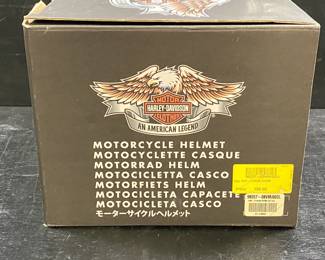 MOTOR
HARLEY-DAVIDSON
CLOTHES
AN AMERICAN LEGEND
MOTORCYCLE HELMET
MOTOCYCLETTE CASQUE
MOTORRAD HELM
MOTOCICLETTA CASCO
MOTORFIETS HELM
MOTOCICLETA CAPACETE
MOTOCICLETA CASCO
モーターサイクルヘルメット